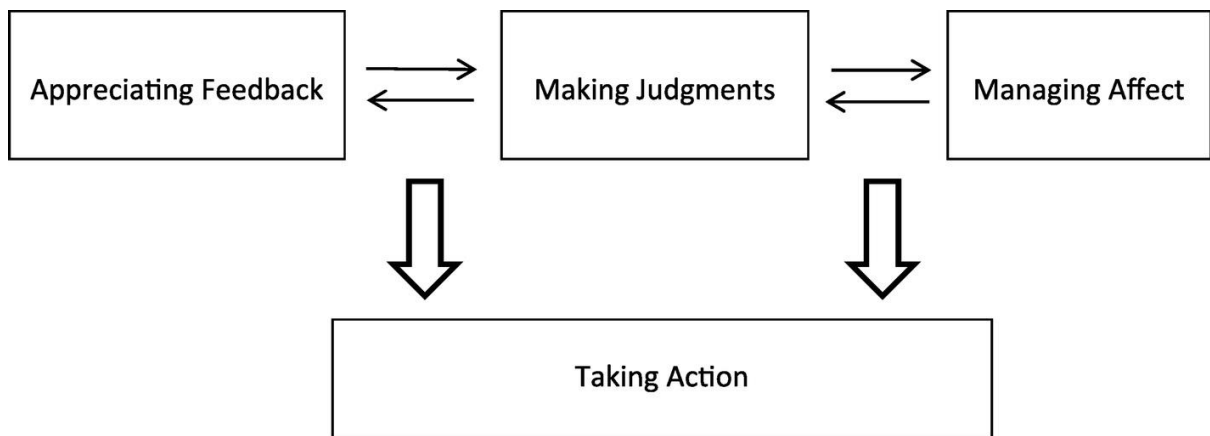 Appreciating Feedback
Making Judgments
Managing Affect
Taking Action